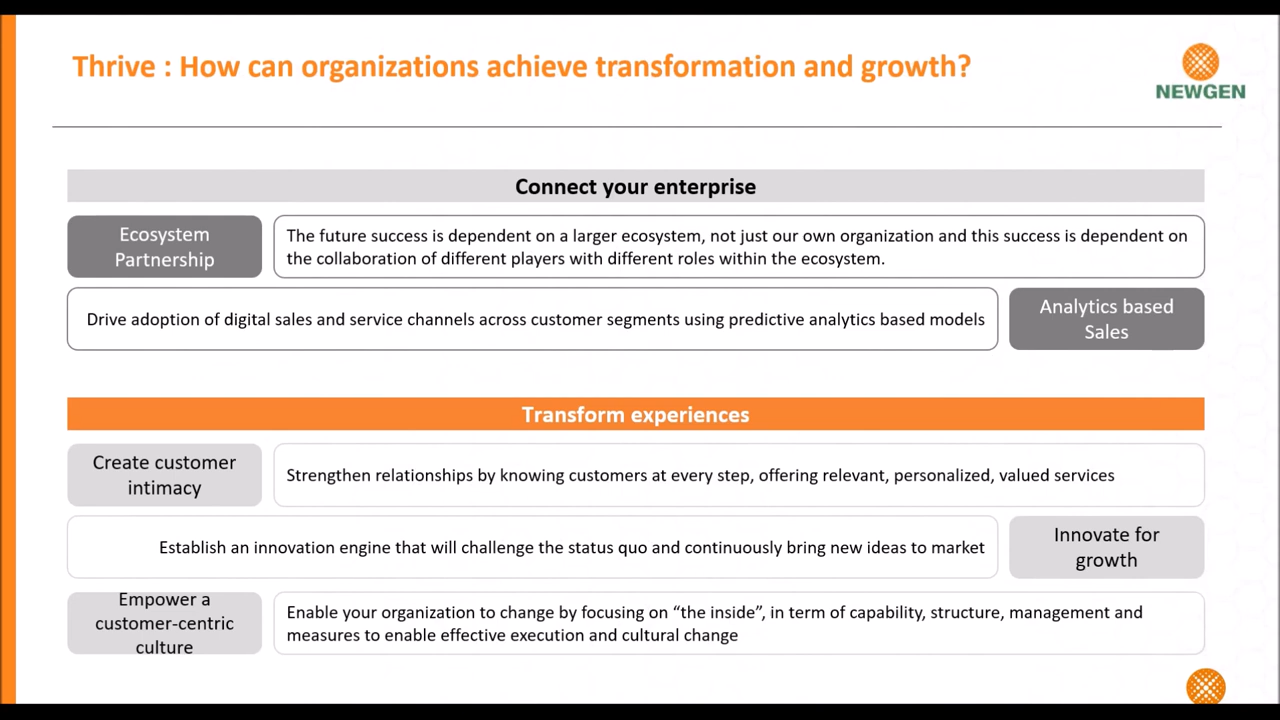 Thrive : How can organizations achieve transformation and growth?
NEWGEN
Connect your enterprise
Ecosystem
Partnership
The future success is dependent on a larger ecosystem, not just our own organization and this success is dependent on
the collaboration of different players with different roles within the ecosystem.
Drive adoption of digital sales and service channels across customer segments using predictive analytics based models
Analytics based
Sales
Transform experiences
Create customer
intimacy
Strengthen relationships by knowing customers at every step, offering relevant, personalized, valued services
Establish an innovation engine that will challenge the status quo and continuously bring new ideas to market
Innovate for
growth
Empower a
customer-centric
culture
Enable your organization to change by focusing on “the inside”, in term of capability, structure, management and
measures to enable effective execution and cultural change